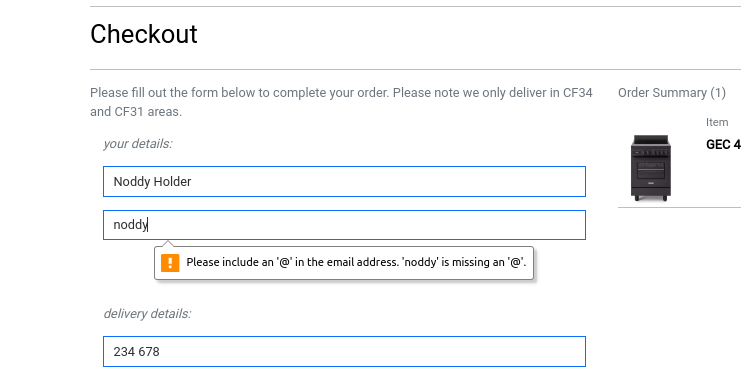 Checkout
Please fill out the form below to complete your order. Please note we only deliver in CF34
and CF31 areas.
Order Summary (1)
Item
GEC 4
your details:
Noddy Holder
noddy
Please include an '@' in the email address. 'noddy' is missing an '@'.
delivery details:
234 678